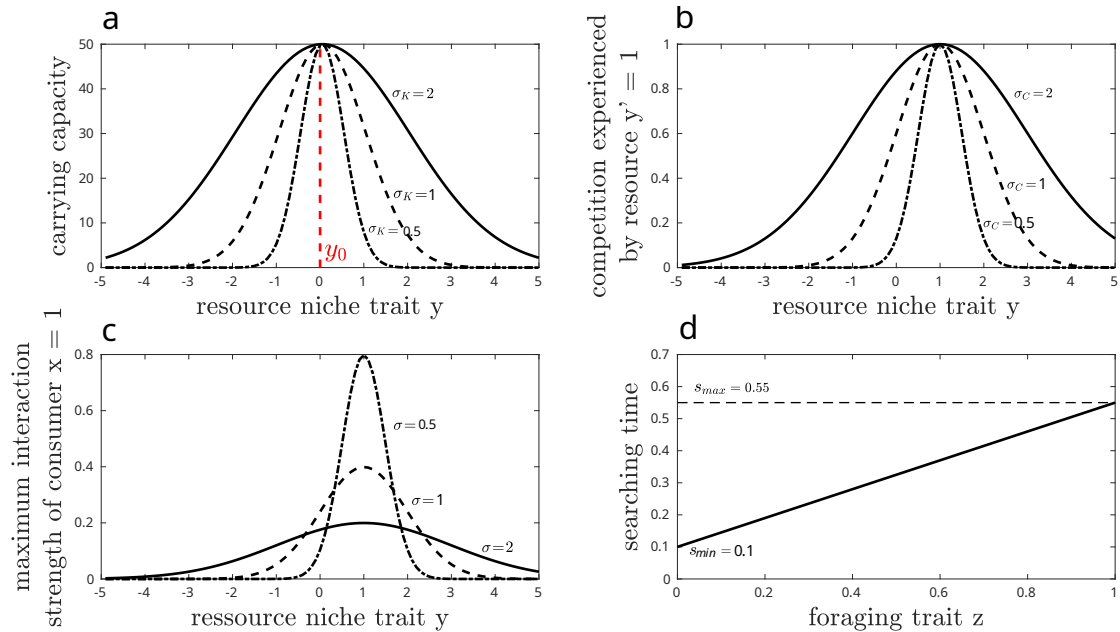 a
carrying capacity
50
40
30
20
10
0
σK = 2
σK = 1
σK = 0.5
y0
-5 -4 -3 -2 -1 0 1 2 3 4 5
resource niche trait y
b
competition experienced
by resource y' = 1
1
0.8
0.6
0.4
0.2
0
σC = 2
σC = 1
σC = 0.5
-5 -4 -3 -2 -1 0 1 2 3 4 5
resource niche trait y
c
maximum interaction
strength of consumer x = 1
0.8
0.6
0.4
0.2
0
σ = 0.5
σ = 1
σ = 2
-5 -4 -3 -2 -1 0 1 2 3 4 5
ressource niche trait y
d
searching time
0.7
0.6
0.5
0.4
0.3
0.2
0.1
0
smax = 0.55
smin = 0.1
0 0.2 0.4 0.6 0.8 1
foraging trait z